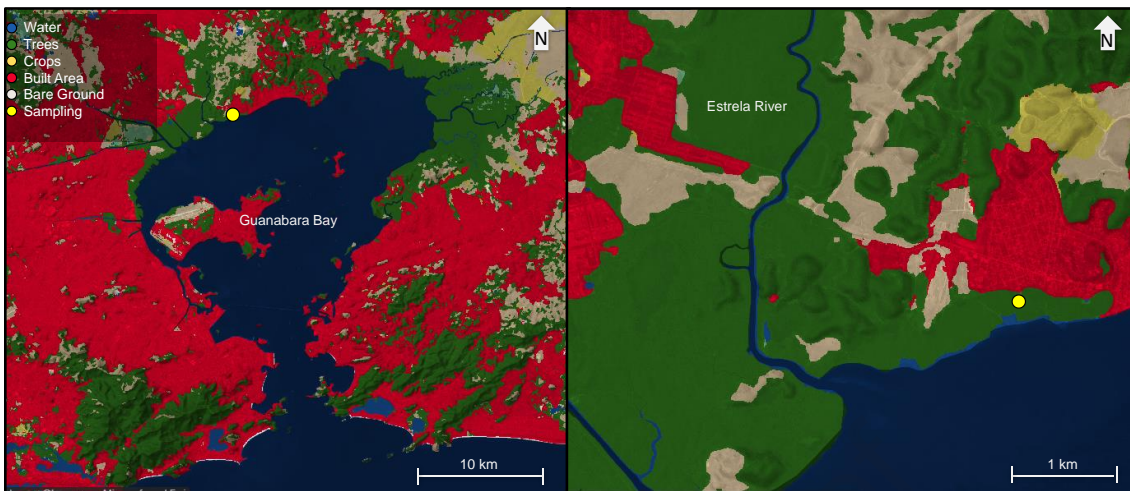 Water
Trees
Crops
Built Area
Bare Ground
Sampling
N
Guanabara Bay
10 km
N
Estrela River
1 km